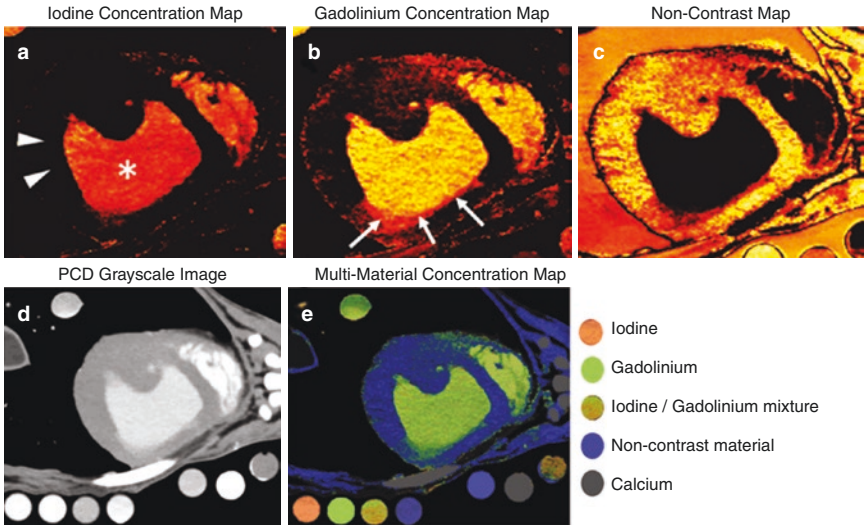 Iodine Concentration Map
Gadolinium Concentration Map
Non-Contrast Map
a
b
c
*
PCD Grayscale Image
Multi-Material Concentration Map
d
e
Iodine
Gadolinium
Iodine / Gadolinium mixture
Non-contrast material
Calcium